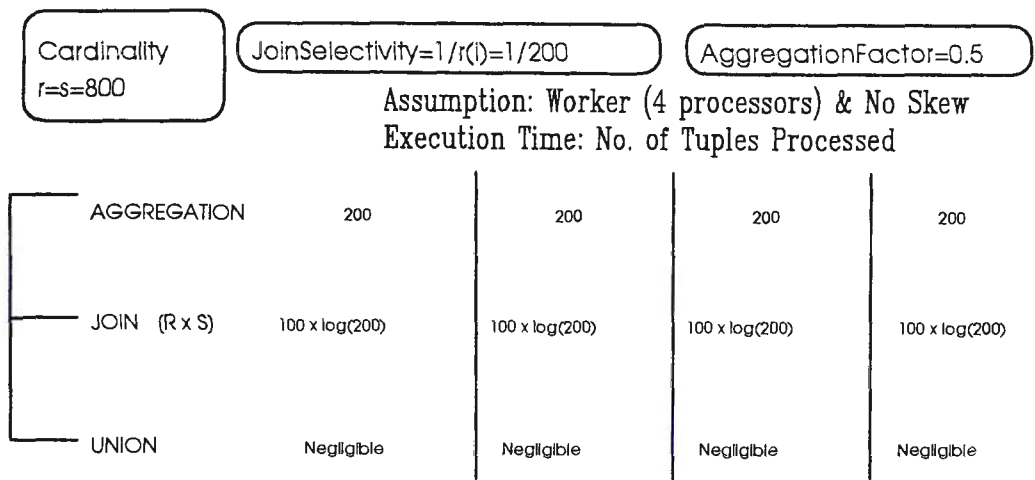 Cardinality
r=s=800
JoinSelectivity=1/r(i)=1/200
AggregationFactor=0.5
Assumption: Worker (4 processors) & No Skew
Execution Time: No. of Tuples Processed
AGGREGATION 200 200 200 200
JOIN (R x S) 100 x log(200) 100 x log(200) 100 x log(200) 100 x log(200)
UNION Negligible Negligible Negligible Negligible